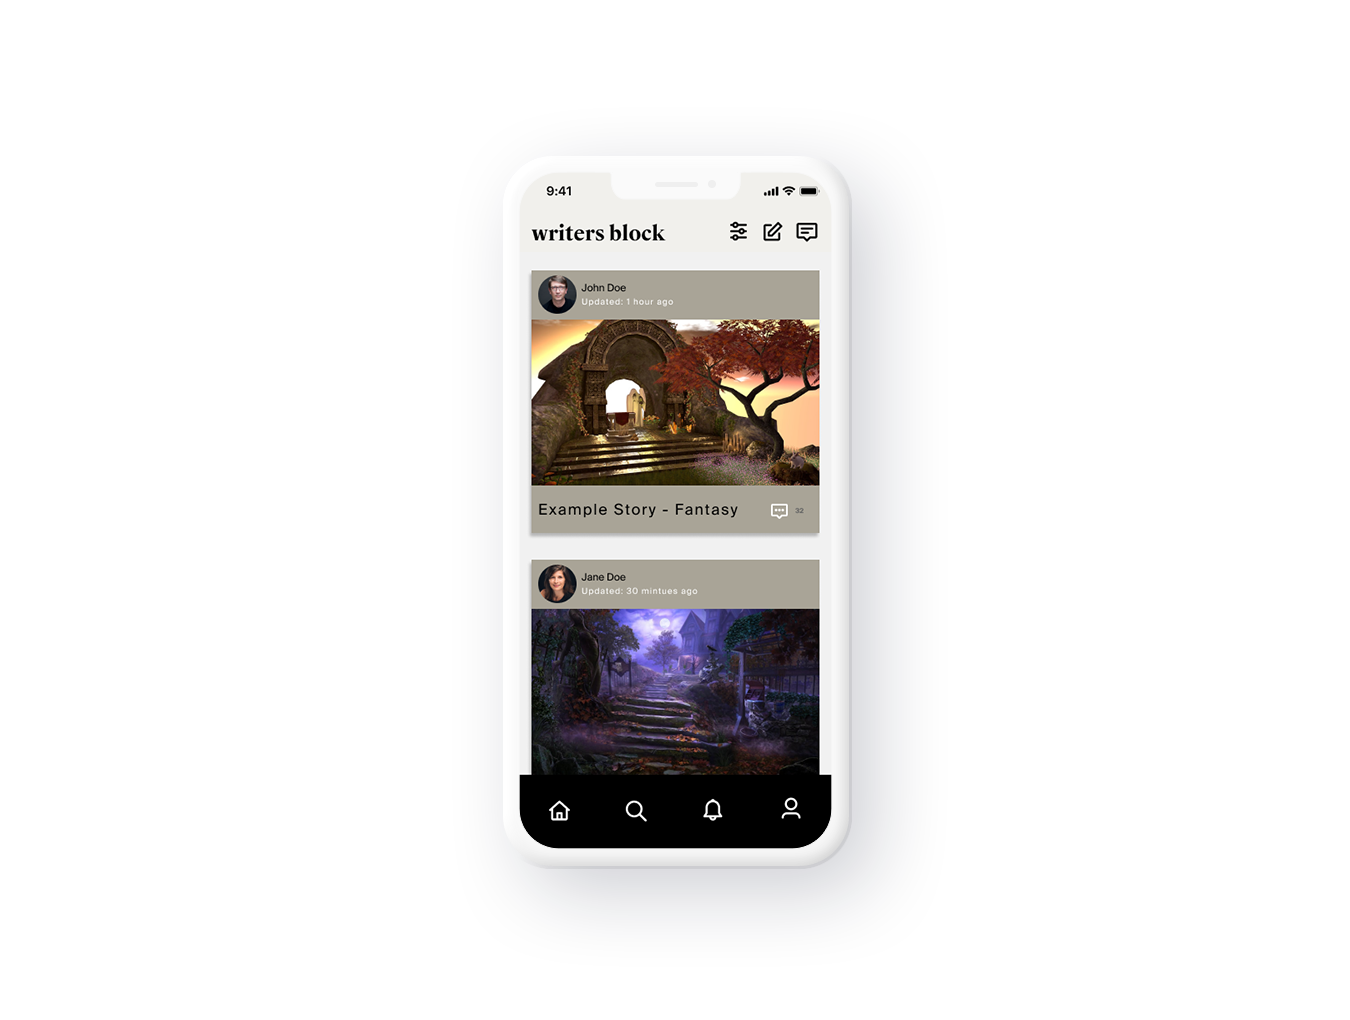 9:41
writers block
John Doe
Updated: 1 hour ago
Example Story - Fantasy
32
Jane Doe
Updated: 30 mintues ago